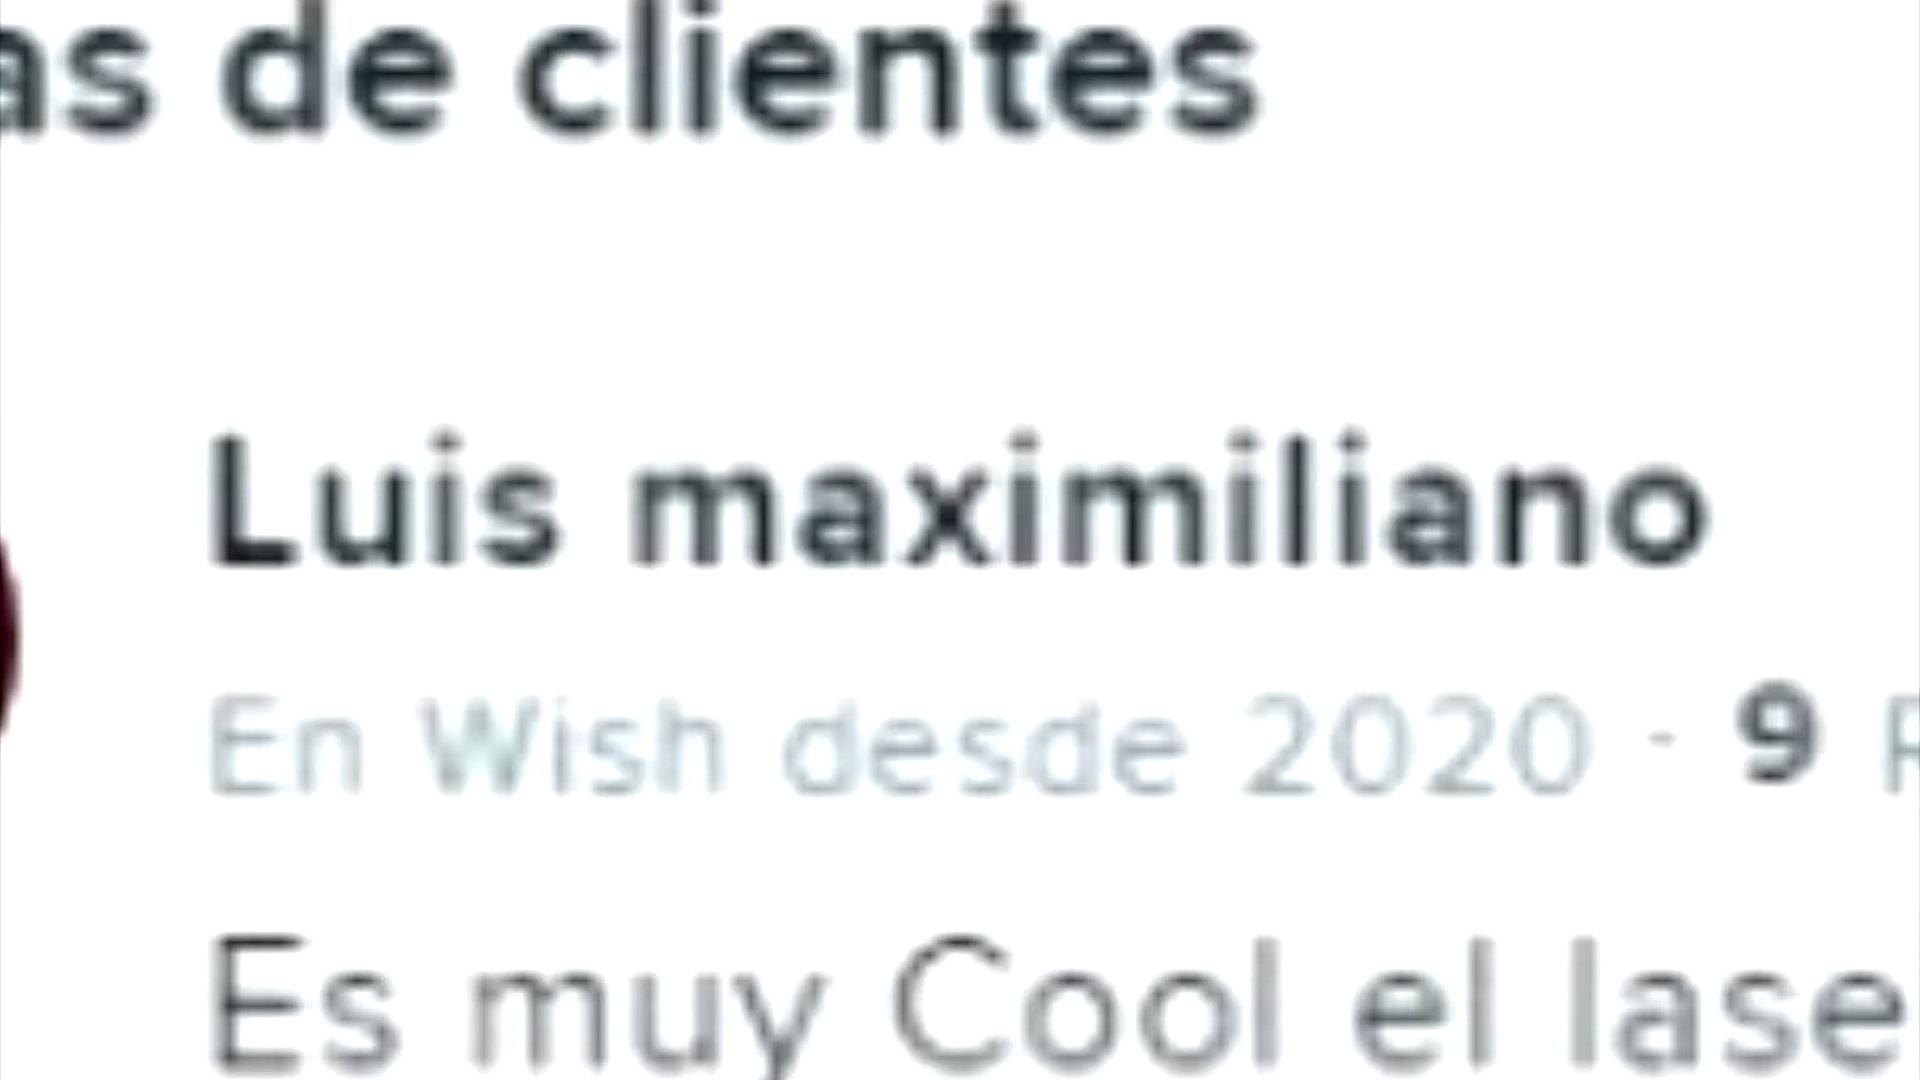 as de clientes
Luis maximiliano
En Wish desde 2020 · 9 R
Es muy Cool el lase